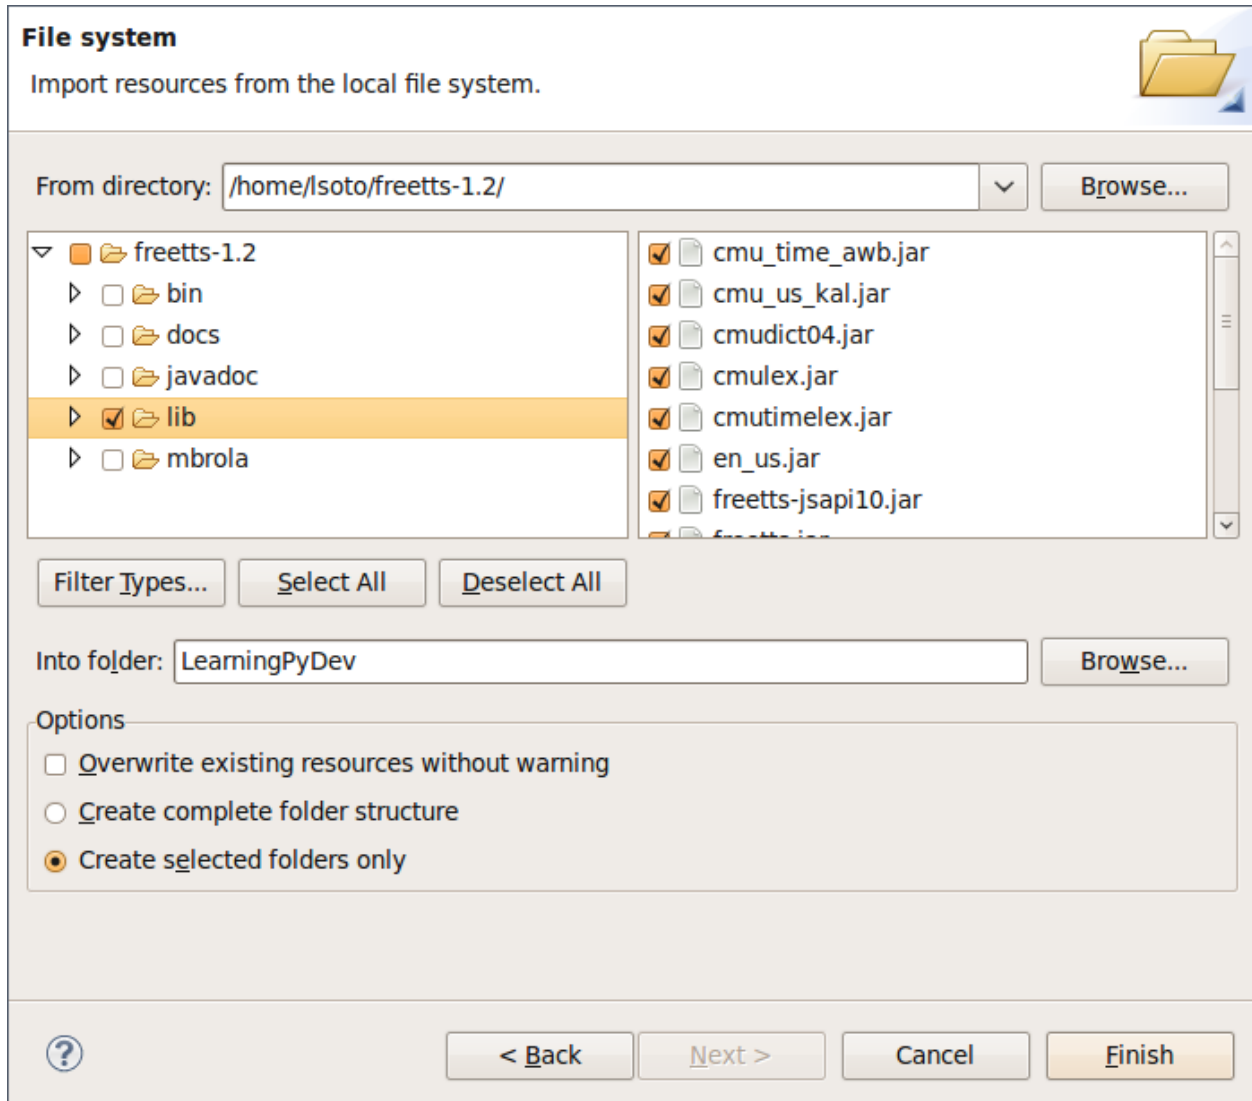 File system
Import resources from the local file system.
From directory: /home/lsoto/freetts-1.2/ Browse...
freetts-1.2
bin
docs
javadoc
lib
mbrola
cmu_time_awb.jar
cmu_us_kal.jar
cmudict04.jar
cmulex.jar
cmutimelex.jar
en_us.jar
freetts-jsapi10.jar
Filter Types... Select All Deselect All
Into folder: LearningPyDev Browse...
Options
Overwrite existing resources without warning
Create complete folder structure
Create selected folders only
? < Back Next > Cancel Finish